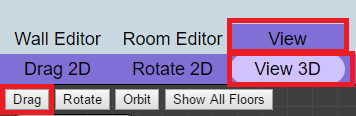 Wall Editor Room Editor View
Drag 2D Rotate 2D View 3D
Drag Rotate Orbit Show All Floors